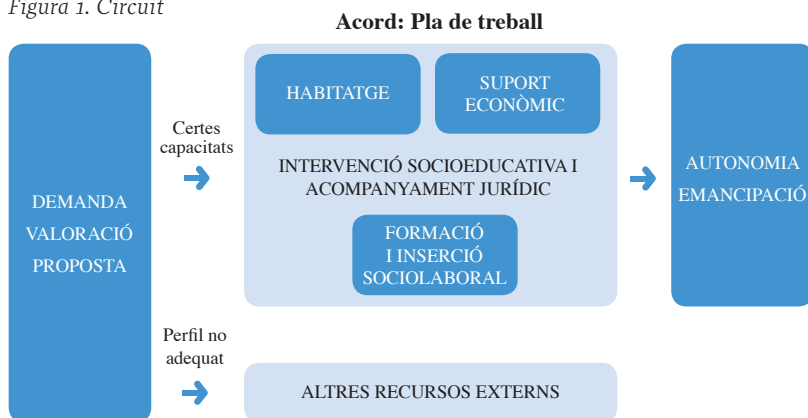 Figura 1. Circuit
Acord: Pla de treball
DEMANDA
VALORACIÓ
PROPOSTA
Certes
capacitats
HABITATGE
SUPORT
ECONÒMIC
INTERVENCIÓ SOCIOEDUCATIVA I
ACOMPANYAMENT JURÍDIC
FORMACIÓ
I INSERCIÓ
SOCIOLABORAL
AUTONOMIA
EMANCIPACIÓ
Perfil no
adequat
ALTRES RECURSOS EXTERNS